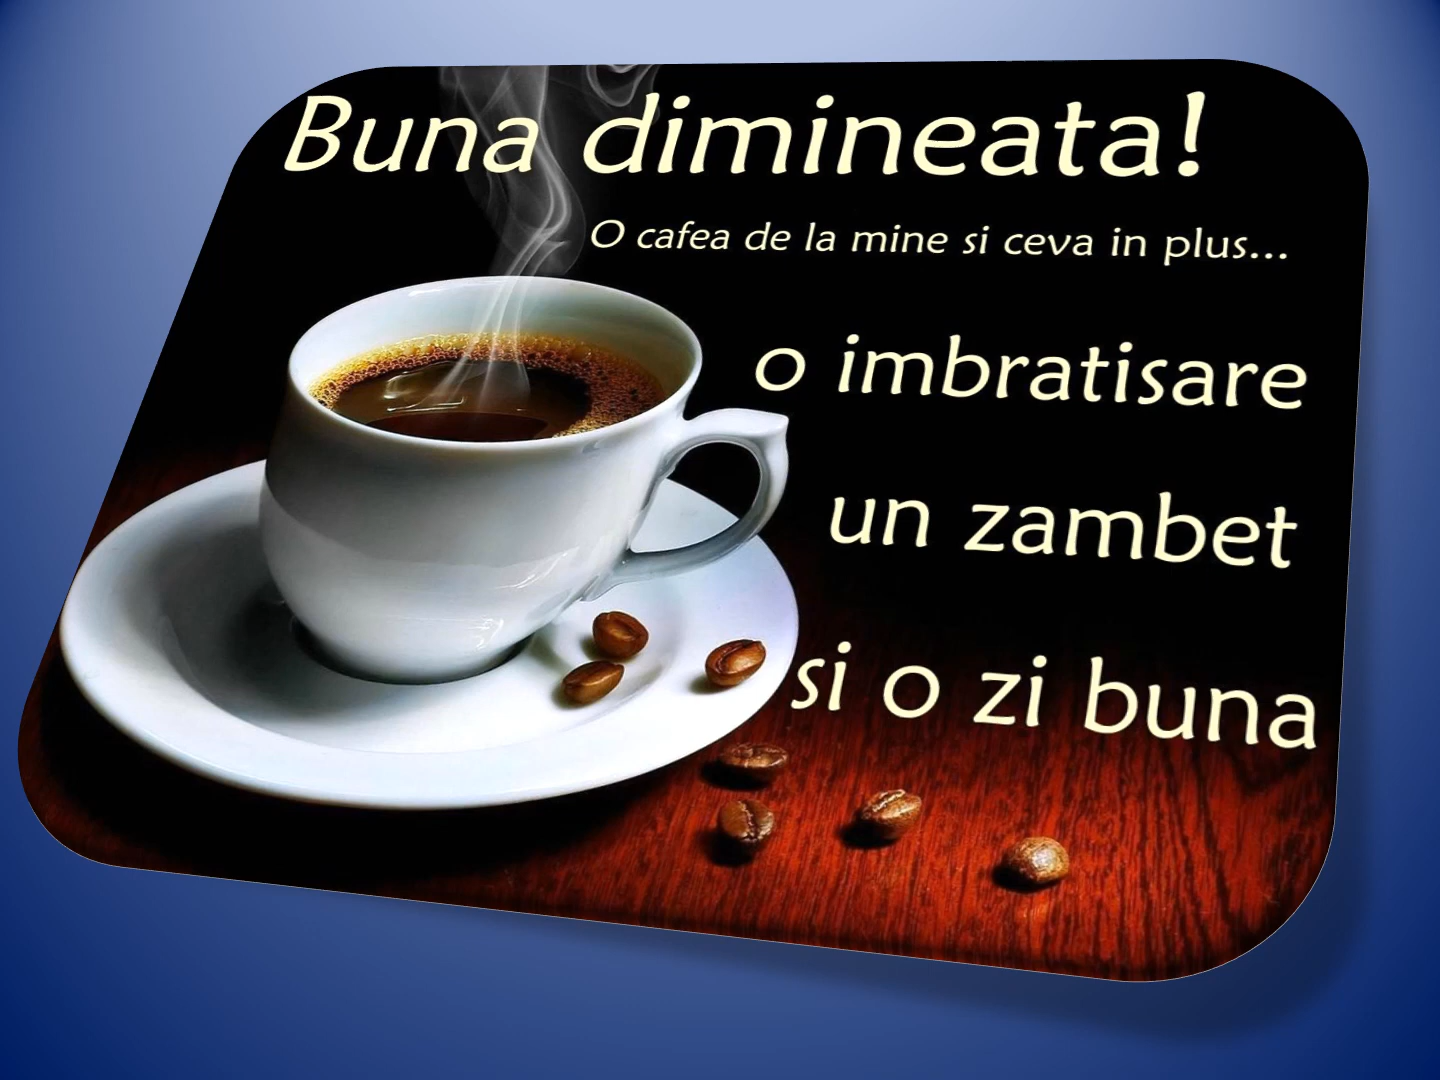 Buna dimineata!
O cafea de la mine si ceva in plus...
o imbratisare
un zambet
si o zi buna